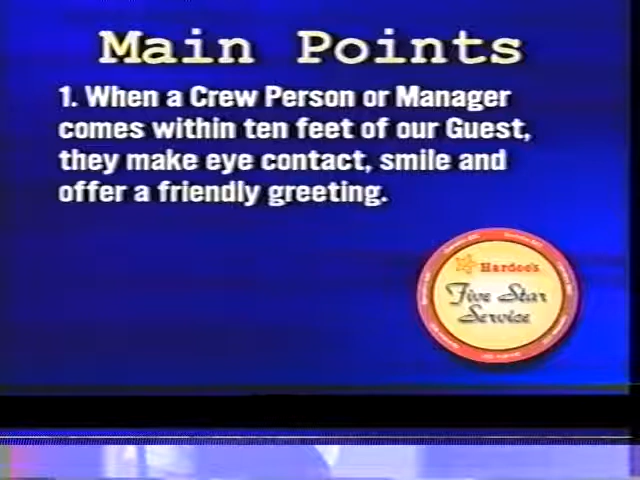 Main Points
1. When a Crew Person or Manager
comes within ten feet of our Guest,
they make eye contact, smile and
offer a friendly greeting.
Hardee's
Five Star
Service